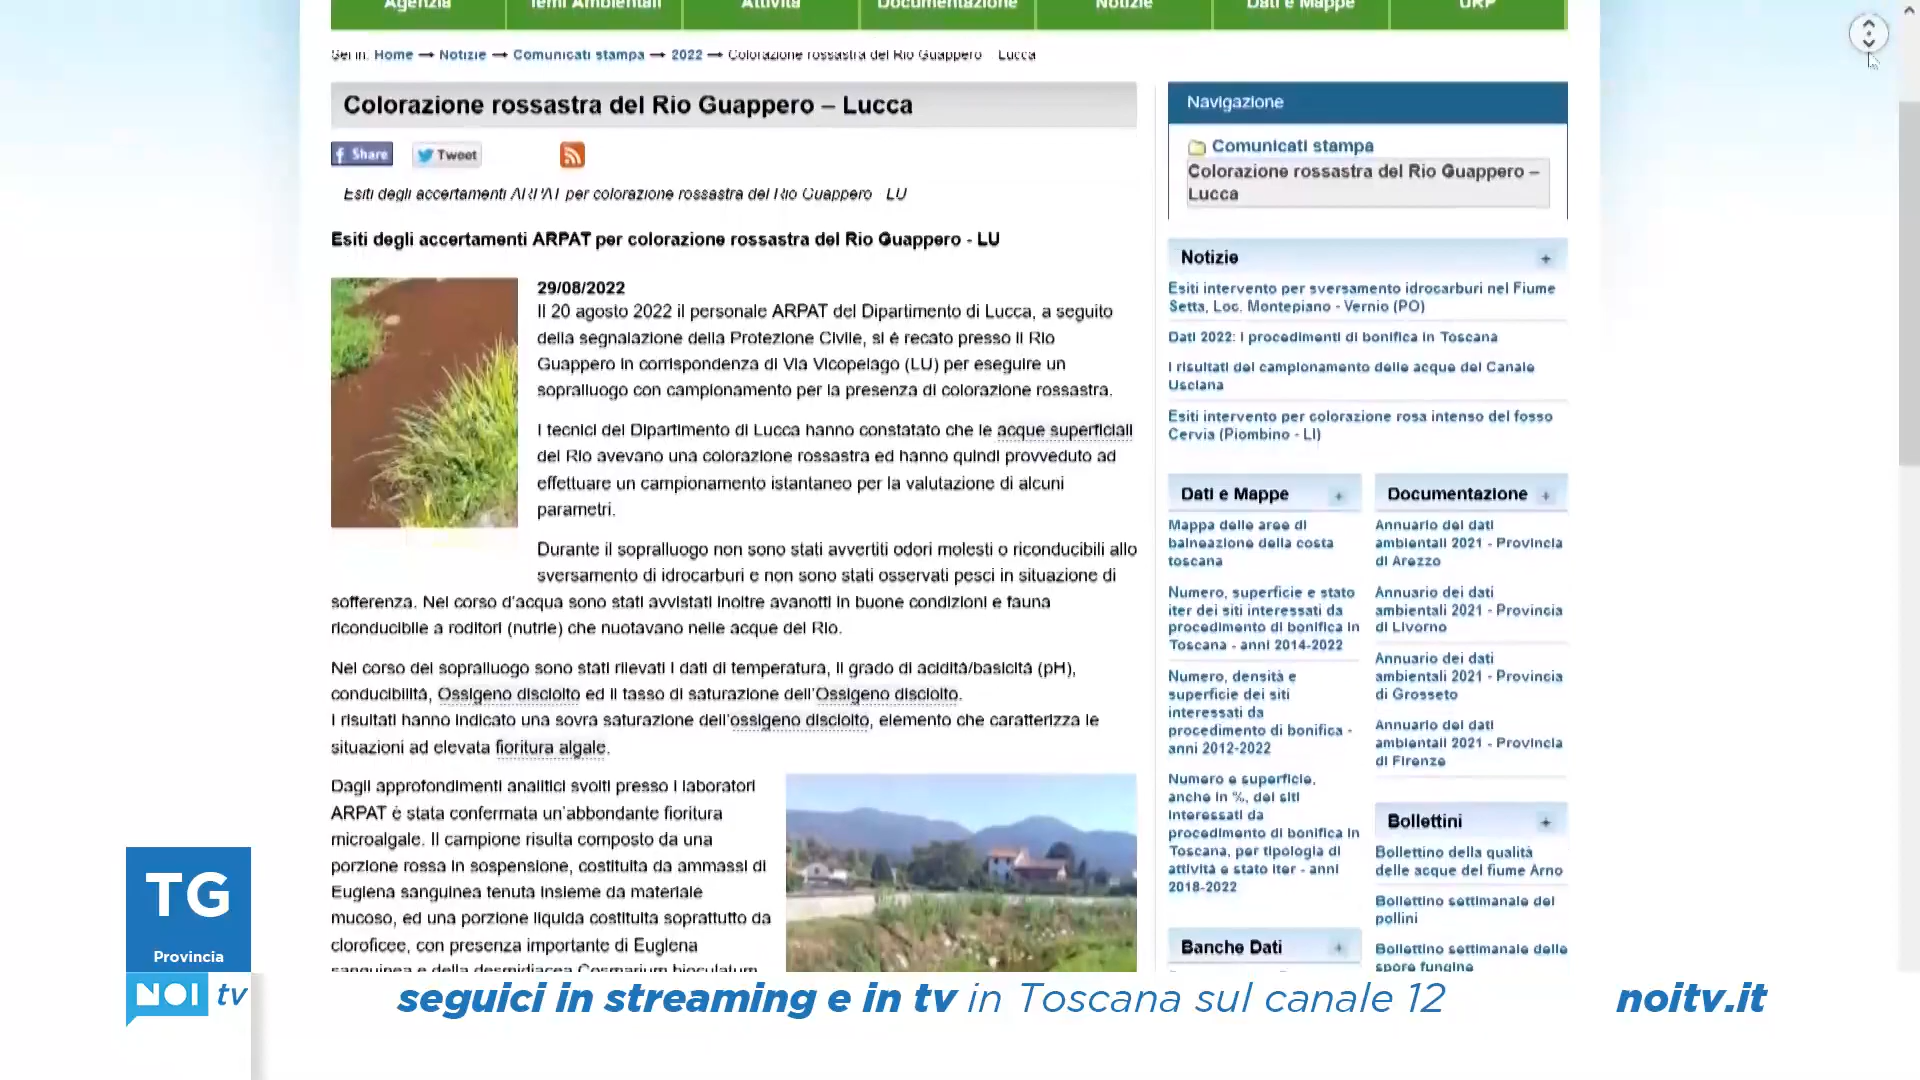 Agenzia Temi Ambientali Attività Documentazione Notizie Dati e Mappe URP
Sei in: Home → Notizie → Comunicati stampa → 2022 → Colorazione rossastra del Rio Guappero – Lucca
Colorazione rossastra del Rio Guappero – Lucca
Share
Tweet
Esiti degli accertamenti ARPAT per colorazione rossastra del Rio Guappero - LU
Esiti degli accertamenti ARPAT per colorazione rossastra del Rio Guappero - LU
29/08/2022
Il 20 agosto 2022 il personale ARPAT del Dipartimento di Lucca, a seguito
della segnalazione della Protezione Civile, si è recato presso il Rio
Guappero in corrispondenza di Via Vicopelago (LU) per eseguire un
sopralluogo con campionamento per la presenza di colorazione rossastra.
I tecnici del Dipartimento di Lucca hanno constatato che le acque superficiali
del Rio avevano una colorazione rossastra ed hanno quindi provveduto ad
effettuare un campionamento istantaneo per la valutazione di alcuni
parametri.
Durante il sopralluogo non sono stati avvertiti odori molesti o riconducibili allo
sversamento di idrocarburi e non sono stati osservati pesci in situazione di
sofferenza. Nel corso d'acqua sono stati avvistati inoltre avanotti in buone condizioni e fauna
riconducibile a roditori (nutrie) che nuotavano nelle acque del Rio.
Nel corso del sopralluogo sono stati rilevati i dati di temperatura, il grado di acidità/basicità (pH),
conducibilità, Ossigeno disciolto ed il tasso di saturazione dell'Ossigeno disciolto.
I risultati hanno indicato una sovra saturazione dell'ossigeno disciolto, elemento che caratterizza le
situazioni ad elevata fioritura algale.
Dagli approfondimenti analitici svolti presso i laboratori
ARPAT è stata confermata un'abbondante fioritura
microalgale. Il campione risulta composto da una
porzione rossa in sospensione, costituita da ammassi di
Euglena sanguinea tenuta insieme da materiale
mucoso, ed una porzione liquida costituita soprattutto da
cloroficee, con presenza importante di Euglena
sanguinea e della desmidiacea Cosmarium bioculatum.
Navigazione
Comunicati stampa
Colorazione rossastra del Rio Guappero –
Lucca
Notizie +
Esiti intervento per sversamento idrocarburi nel Fiume
Setta, Loc. Montepiano - Vernio (PO)
Dati 2022: i procedimenti di bonifica in Toscana
I risultati del campionamento delle acque del Canale
Usciana
Esiti intervento per colorazione rosa intenso del fosso
Cervia (Piombino - LI)
Dati e Mappe +
Mappa delle aree di
balneazione della costa
toscana
Numero, superficie e stato
iter dei siti interessati da
procedimento di bonifica in
Toscana - anni 2014-2022
Numero, densità e
superficie dei siti
interessati da
procedimento di bonifica -
anni 2012-2022
Numero e superficie,
anche in %, dei siti
interessati da
procedimento di bonifica in
Toscana, per tipologia di
attività e stato iter - anni
2018-2022
Banche Dati +
Documentazione +
Annuario dei dati
ambientali 2021 - Provincia
di Arezzo
Annuario dei dati
ambientali 2021 - Provincia
di Livorno
Annuario dei dati
ambientali 2021 - Provincia
di Grosseto
Annuario dei dati
ambientali 2021 - Provincia
di Firenze
Bollettini +
Bollettino della qualità
delle acque del fiume Arno
Bollettino settimanale dei
pollini
Bollettino settimanale delle
spore fungine
TG
Provincia
NOI tv
seguici in streaming e in tv in Toscana sul canale 12
noitv.it